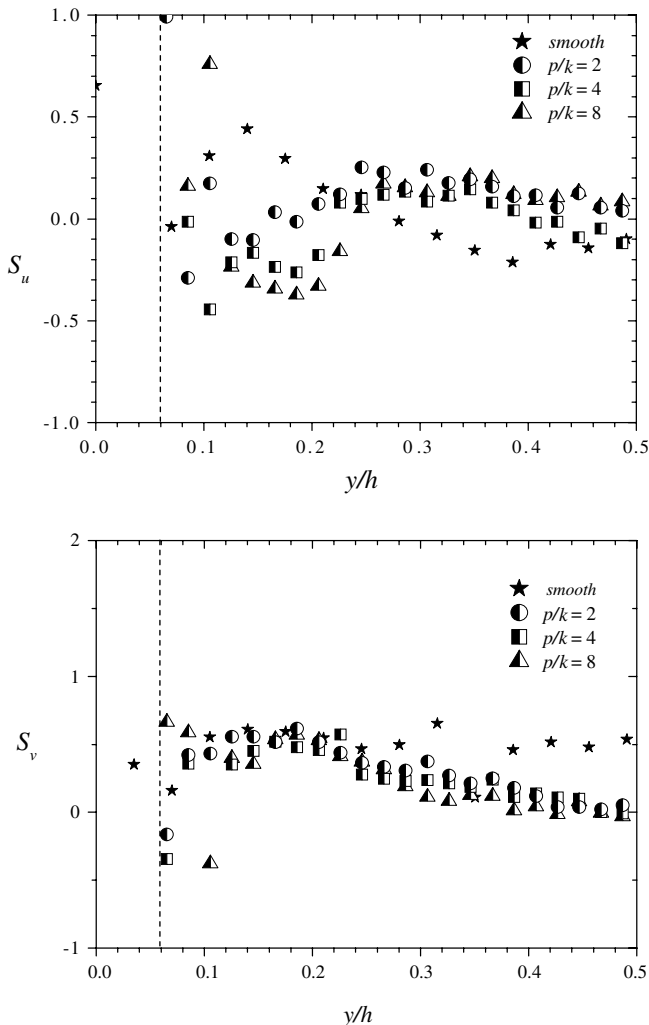 1.0
0.5
0.0
-0.5
-1.0
S_u
0.0
0.1
0.2
0.3
0.4
0.5
y/h
smooth
p/k = 2
p/k = 4
p/k = 8
2
1
0
-1
S_v
0.0
0.1
0.2
0.3
0.4
0.5
y/h
smooth
p/k = 2
p/k = 4
p/k = 8